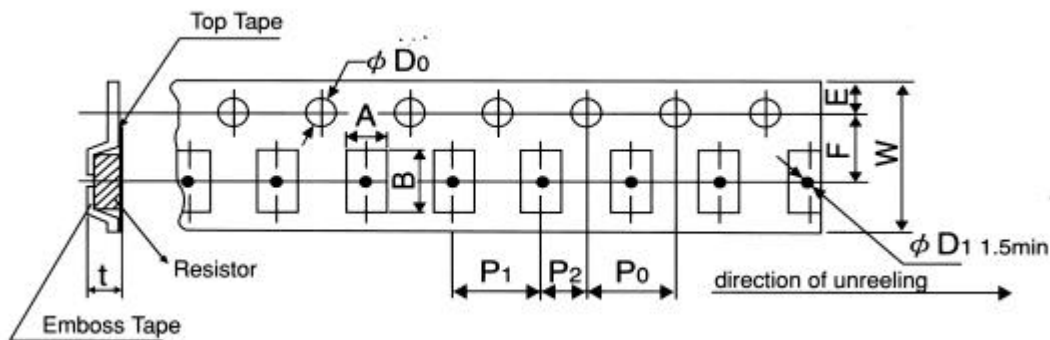 Top Tape
φ D0
A
B
E
F
W
φ D1 1.5min
P1
P2
P0
direction of unreeling
t
Resistor
Emboss Tape